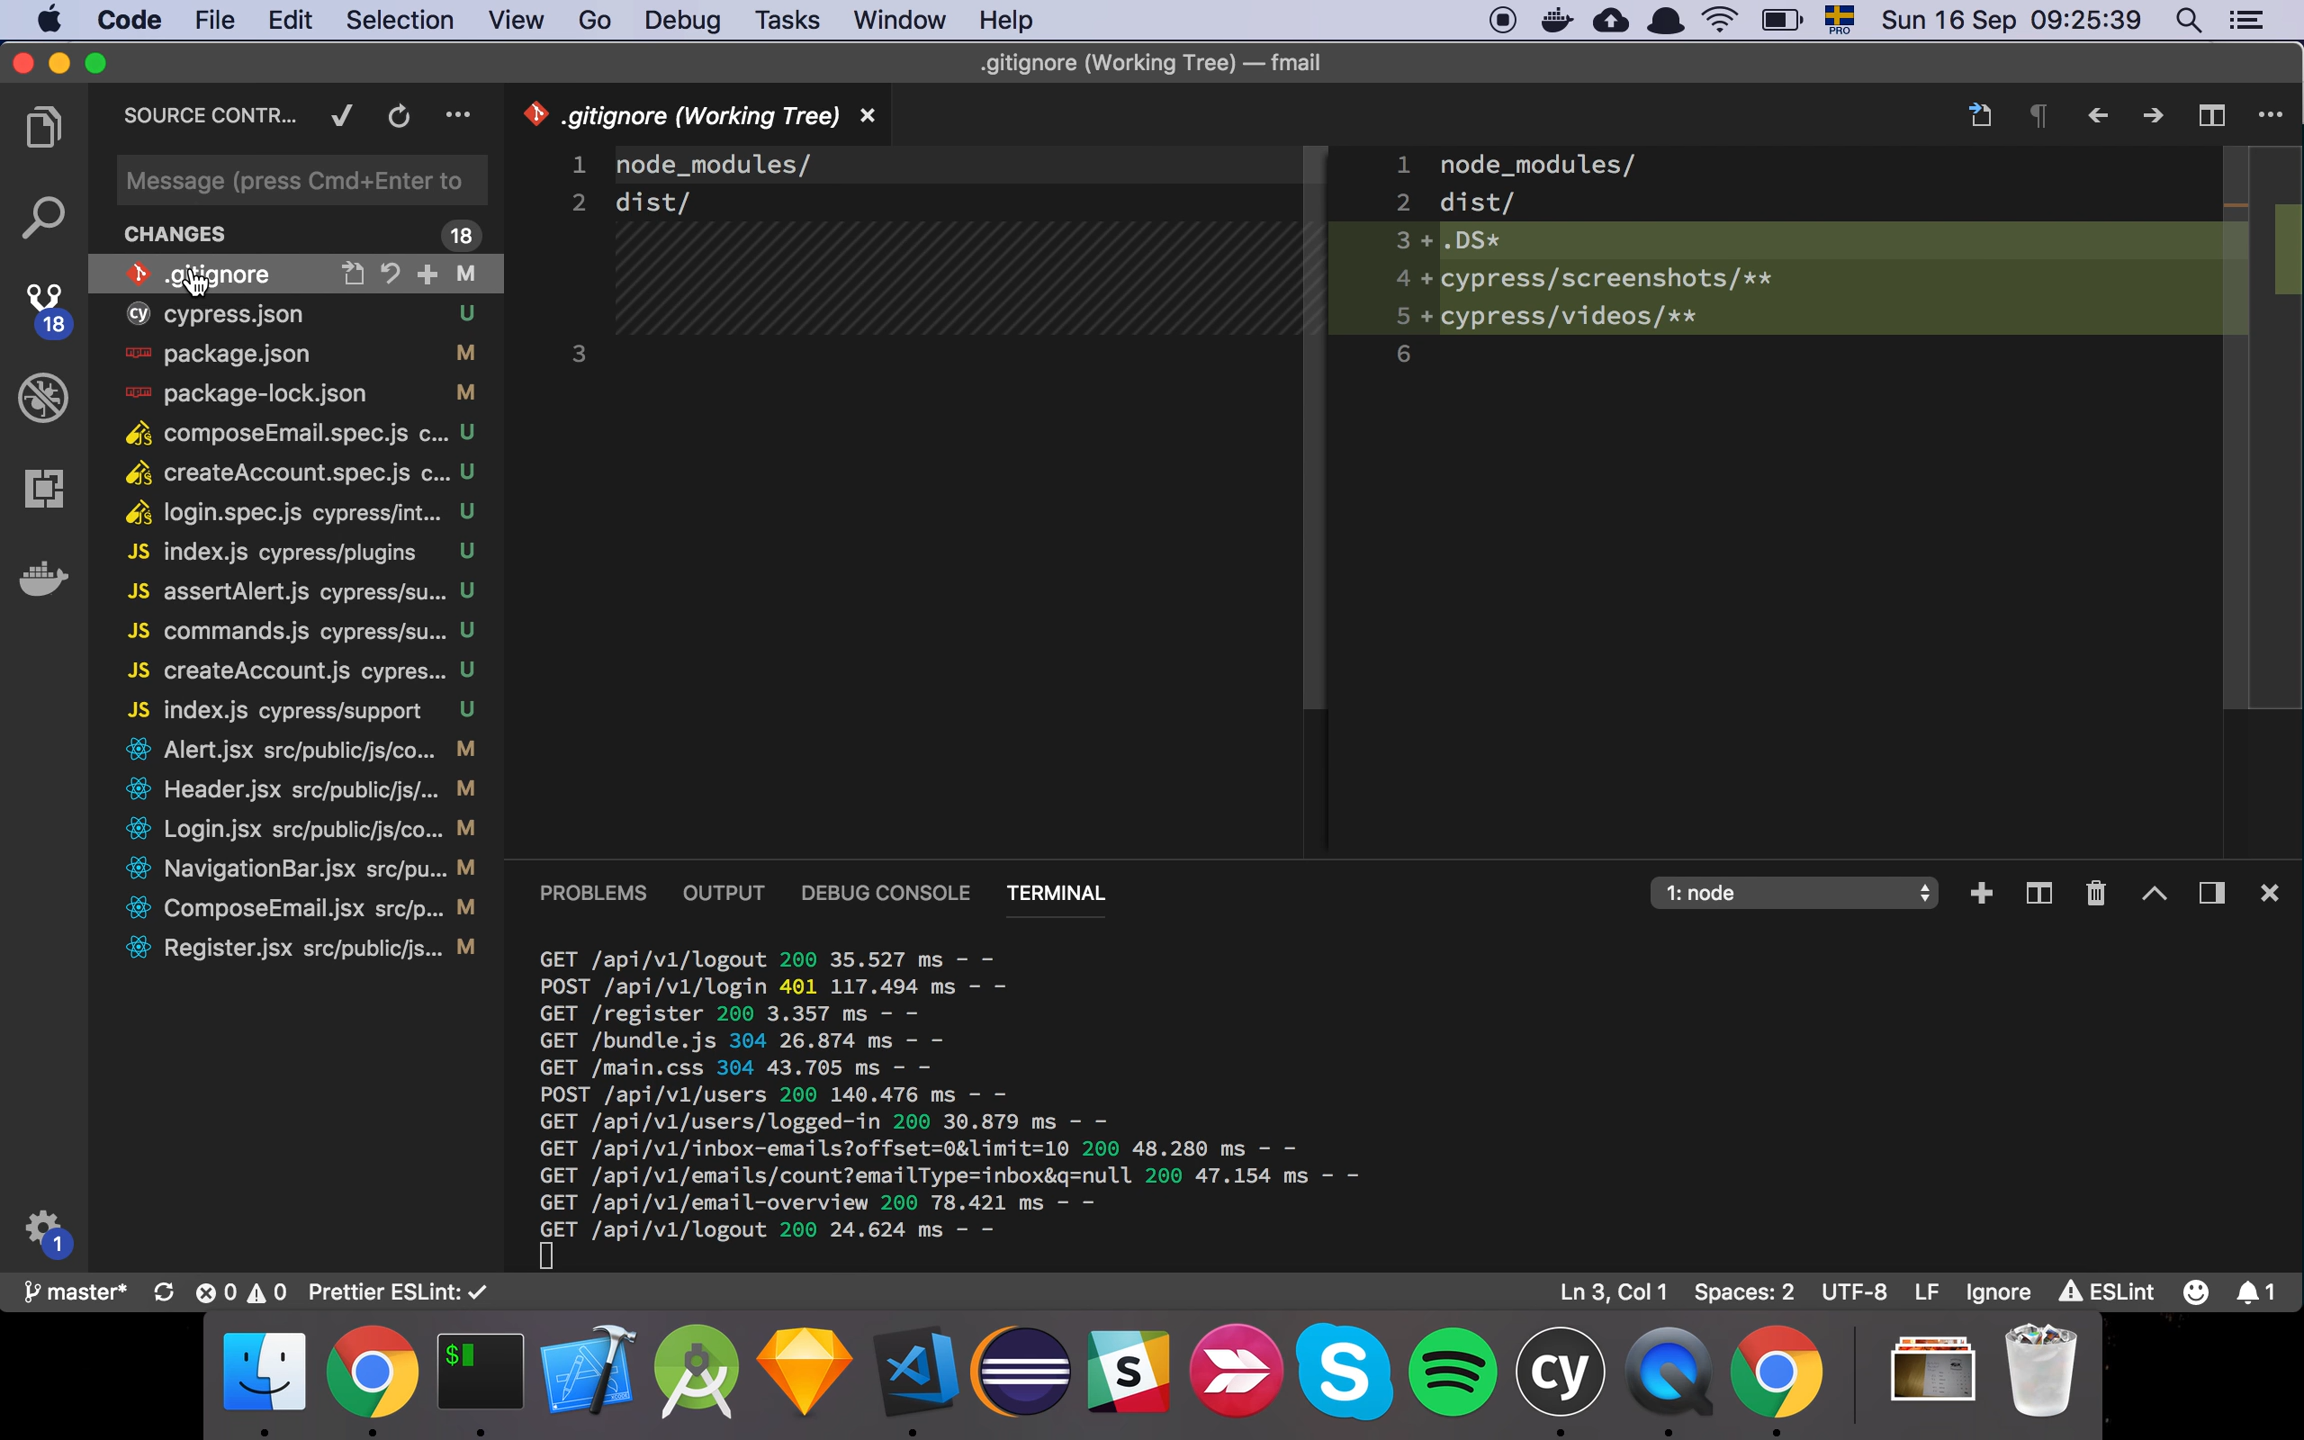 Code File Edit Selection View Go Debug Tasks Window Help PRO Sun 16 Sep 09:25:39
.gitignore (Working Tree) — fmail
SOURCE CONTR...
.gitignore (Working Tree)
Message (press Cmd+Enter to
CHANGES 18
.gitignore M
cypress.json U
package.json M
package-lock.json M
composeEmail.spec.js c... U
createAccount.spec.js c... U
login.spec.js cypress/int... U
JS index.js cypress/plugins U
JS assertAlert.js cypress/su... U
JS commands.js cypress/su... U
JS createAccount.js cypres... U
JS index.js cypress/support U
Alert.jsx src/public/js/co... M
Header.jsx src/public/js/... M
Login.jsx src/public/js/co... M
NavigationBar.jsx src/pu... M
ComposeEmail.jsx src/p... M
Register.jsx src/public/js... M
18
1
1 node_modules/
2 dist/
3
1 node_modules/
2 dist/
3 + .DS*
4 + cypress/screenshots/**
5 + cypress/videos/**
6
PROBLEMS OUTPUT DEBUG CONSOLE TERMINAL 1: node
GET /api/v1/logout 200 35.527 ms - -
POST /api/v1/login 401 117.494 ms - -
GET /register 200 3.357 ms - -
GET /bundle.js 304 26.874 ms - -
GET /main.css 304 43.705 ms - -
POST /api/v1/users 200 140.476 ms - -
GET /api/v1/users/logged-in 200 30.879 ms - -
GET /api/v1/inbox-emails?offset=0&limit=10 200 48.280 ms - -
GET /api/v1/emails/count?emailType=inbox&q=null 200 47.154 ms - -
GET /api/v1/email-overview 200 78.421 ms - -
GET /api/v1/logout 200 24.624 ms - -
master* 0 0 Prettier ESLint: ✓ Ln 3, Col 1 Spaces: 2 UTF-8 LF Ignore ESLint 1
$ S S cy